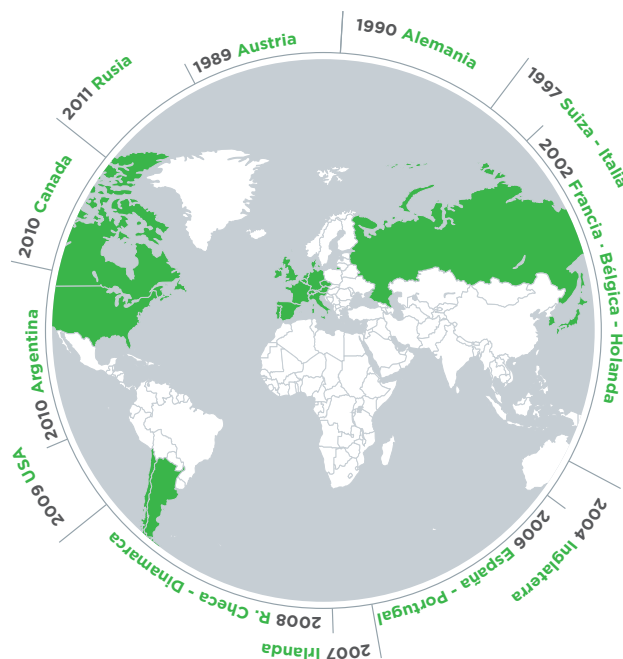 1989 Austria
1990 Alemania
1997 Suiza - Italia
2002 Francia · Bélgica - Holanda
2004 Inglaterra
2006 España - Portugal
2007 Irlanda
2008 R. Checa - Dinamarca
2009 USA
2010 Argentina
2010 Canada
2011 Rusia